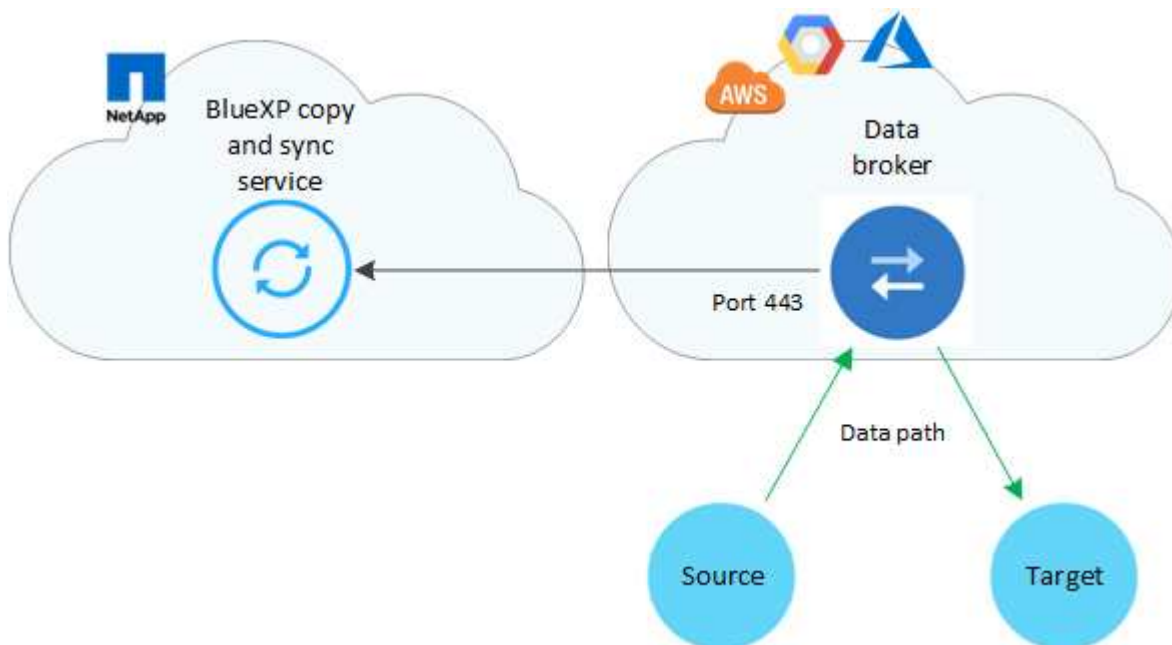 NetApp
BlueXP copy
and sync
service
AWS
Data
broker
Port 443
Data path
Source
Target